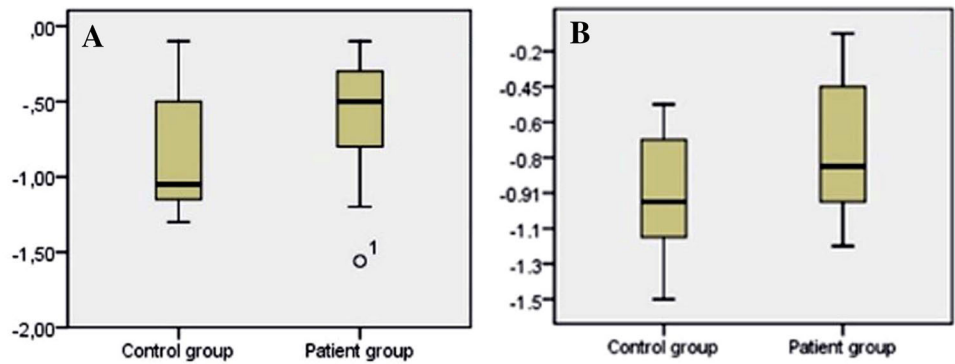 A
,00
-,50
-1,00
-1,50
-2,00
1
Control group
Patient group
B
-0.2
-0.45
-0.6
-0.8
-0.91
-1.1
-1.3
-1.5
Control group
Patient group